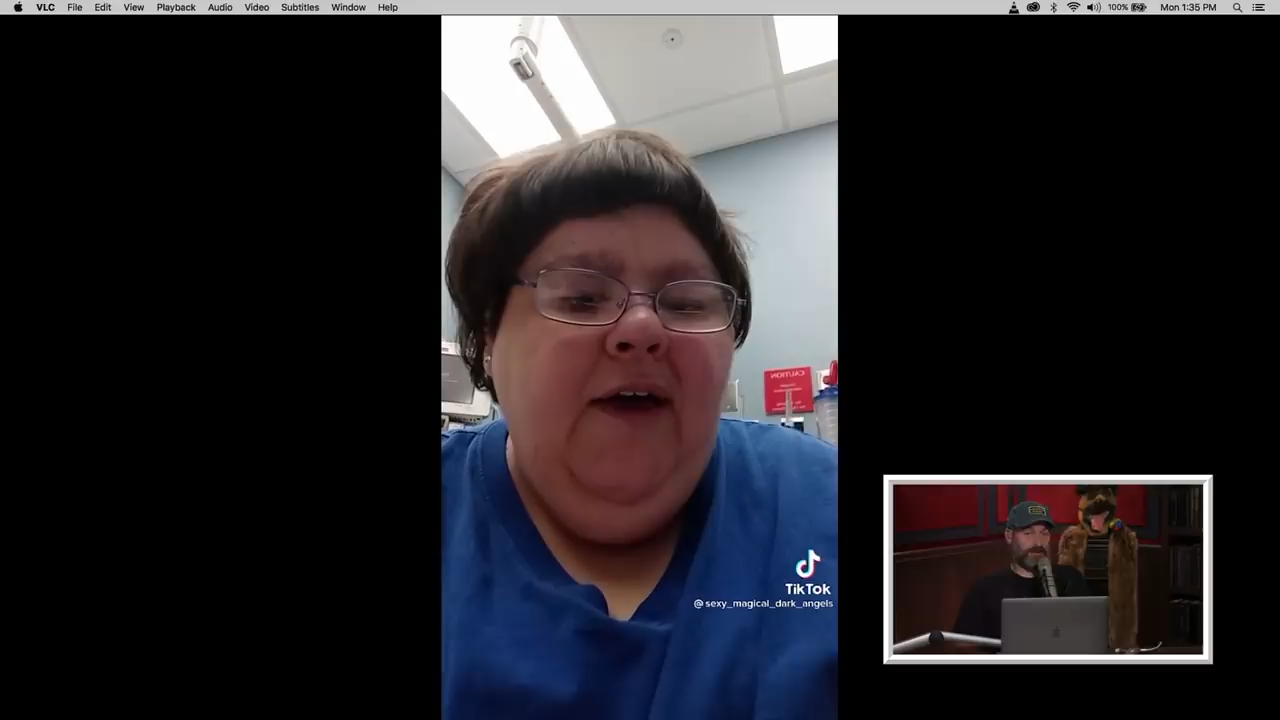 VLC File Edit View Playback Audio Video Subtitles Window Help 100% Mon 1:35 PM
CAUTION
TikTok
@sexy_magical_dark_angels